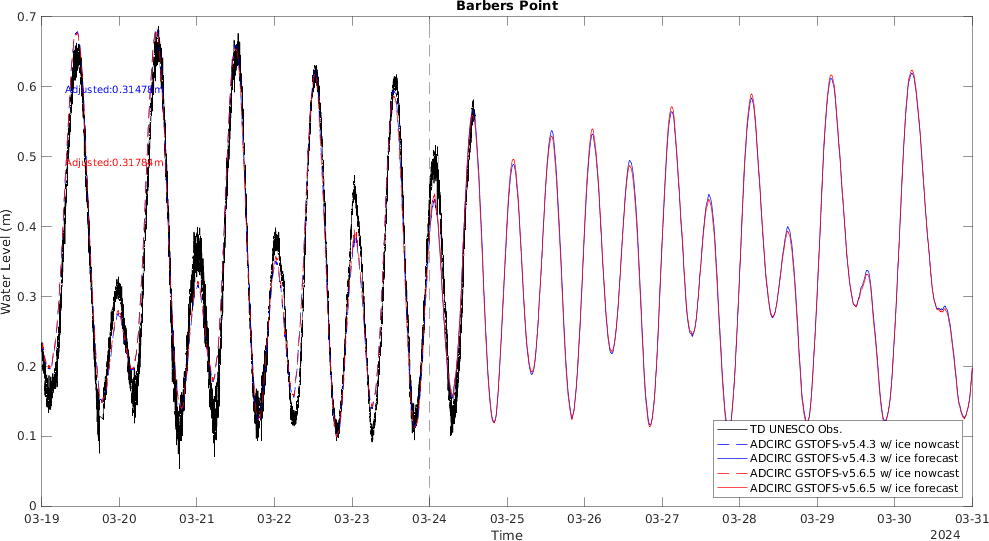 Barbers Point
0.7
0.6
0.5
0.4
0.3
0.2
0.1
0
Water Level (m)
Adjusted:0.31478m
Adjusted:0.31784m
TD UNESCO Obs.
ADCIRC GSTOFS-v5.4.3 w/ ice nowcast
ADCIRC GSTOFS-v5.4.3 w/ ice forecast
ADCIRC GSTOFS-v5.6.5 w/ ice nowcast
ADCIRC GSTOFS-v5.6.5 w/ ice forecast
03-19 03-20 03-21 03-22 03-23 03-24 03-25 03-26 03-27 03-28 03-29 03-30 03-31
Time
2024